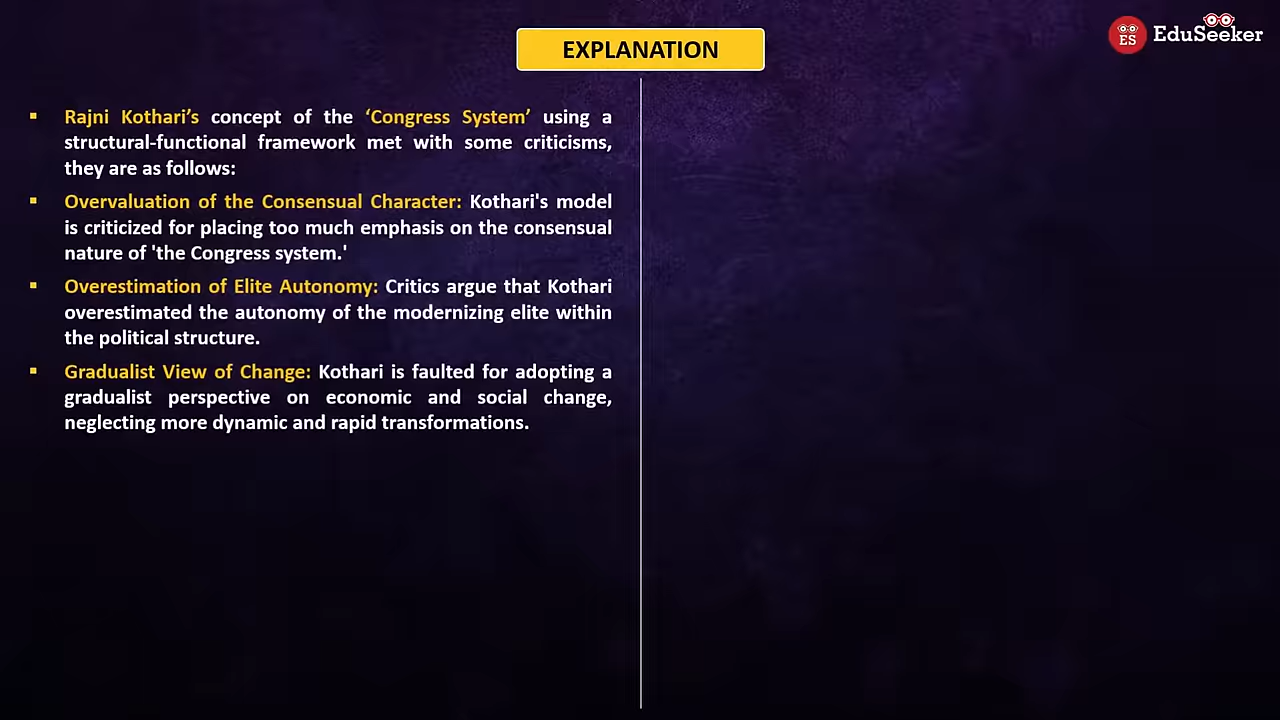 EXPLANATION
ES EduSeeker
▪ Rajni Kothari’s concept of the ‘Congress System’ using a
structural-functional framework met with some criticisms,
they are as follows:
▪ Overvaluation of the Consensual Character: Kothari's model
is criticized for placing too much emphasis on the consensual
nature of 'the Congress system.'
▪ Overestimation of Elite Autonomy: Critics argue that Kothari
overestimated the autonomy of the modernizing elite within
the political structure.
▪ Gradualist View of Change: Kothari is faulted for adopting a
gradualist perspective on economic and social change,
neglecting more dynamic and rapid transformations.